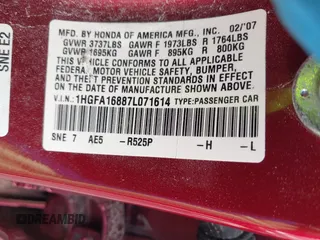 SNE E2
MFD. BY HONDA OF AMERICA MFG., INC. 02/'07
GVWR 3737LBS GAWR F 1973LBS R 1764LBS
GVWR 1695KG GAWR F 895KG R 800KG
THIS VEHICLE CONFORMS TO ALL APPLICABLE
FEDERAL MOTOR VEHICLE SAFETY, BUMPER,
AND THEFT PREVENTION STANDARDS IN EFFECT
ON THE DATE OF MANUFACTURE SHOWN ABOVE.
V.I.N.: 1HGFA16887L071614 TYPE:PASSENGER CAR
SNE 7 AE5 -R525P -H -L
DREAMBID